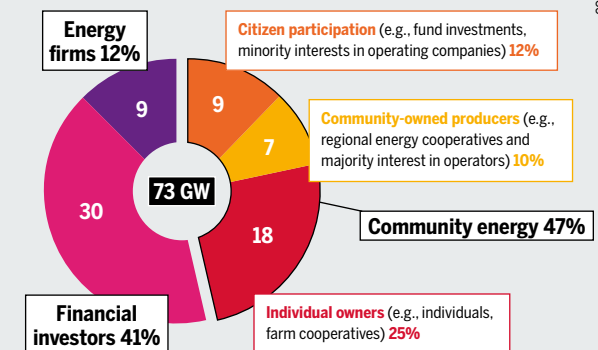 Energy
firms 12%
Citizen participation (e.g., fund investments,
minority interests in operating companies) 12%
9
9
Community-owned producers (e.g.,
regional energy cooperatives and
majority interest in operators) 10%
7
73 GW
30
18
Community energy 47%
Financial
investors 41%
Individual owners (e.g., individuals,
farm cooperatives) 25%